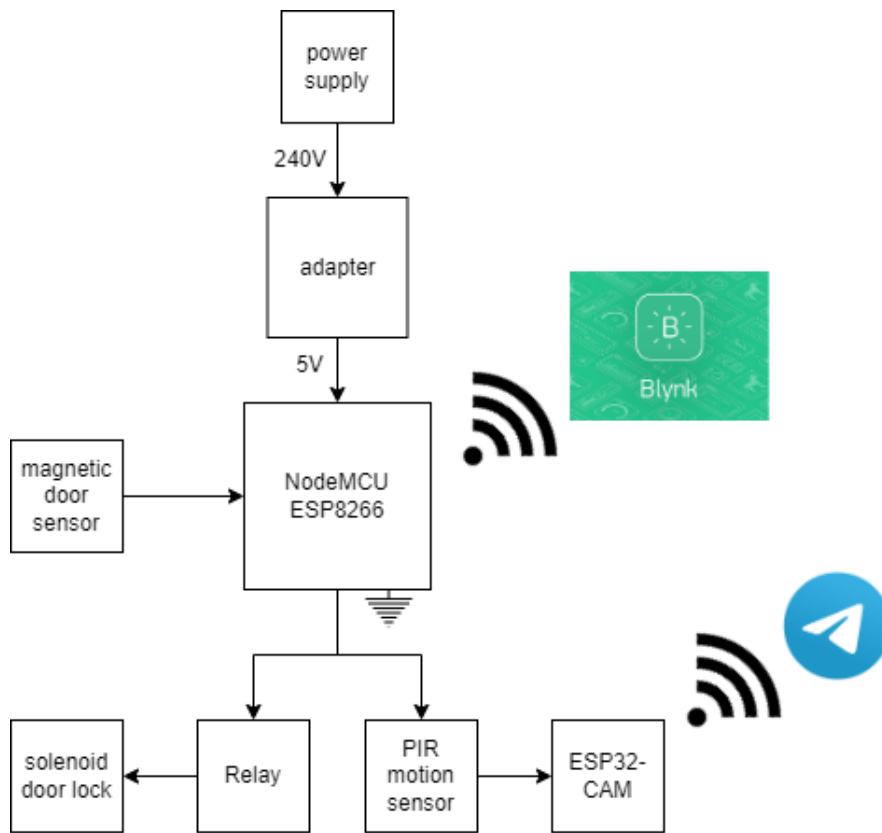 power
supply
240V
adapter
5V
B
Blynk
magnetic
door
sensor
NodeMCU
ESP8266
solenoid
door lock
Relay
PIR
motion
sensor
ESP32-
CAM